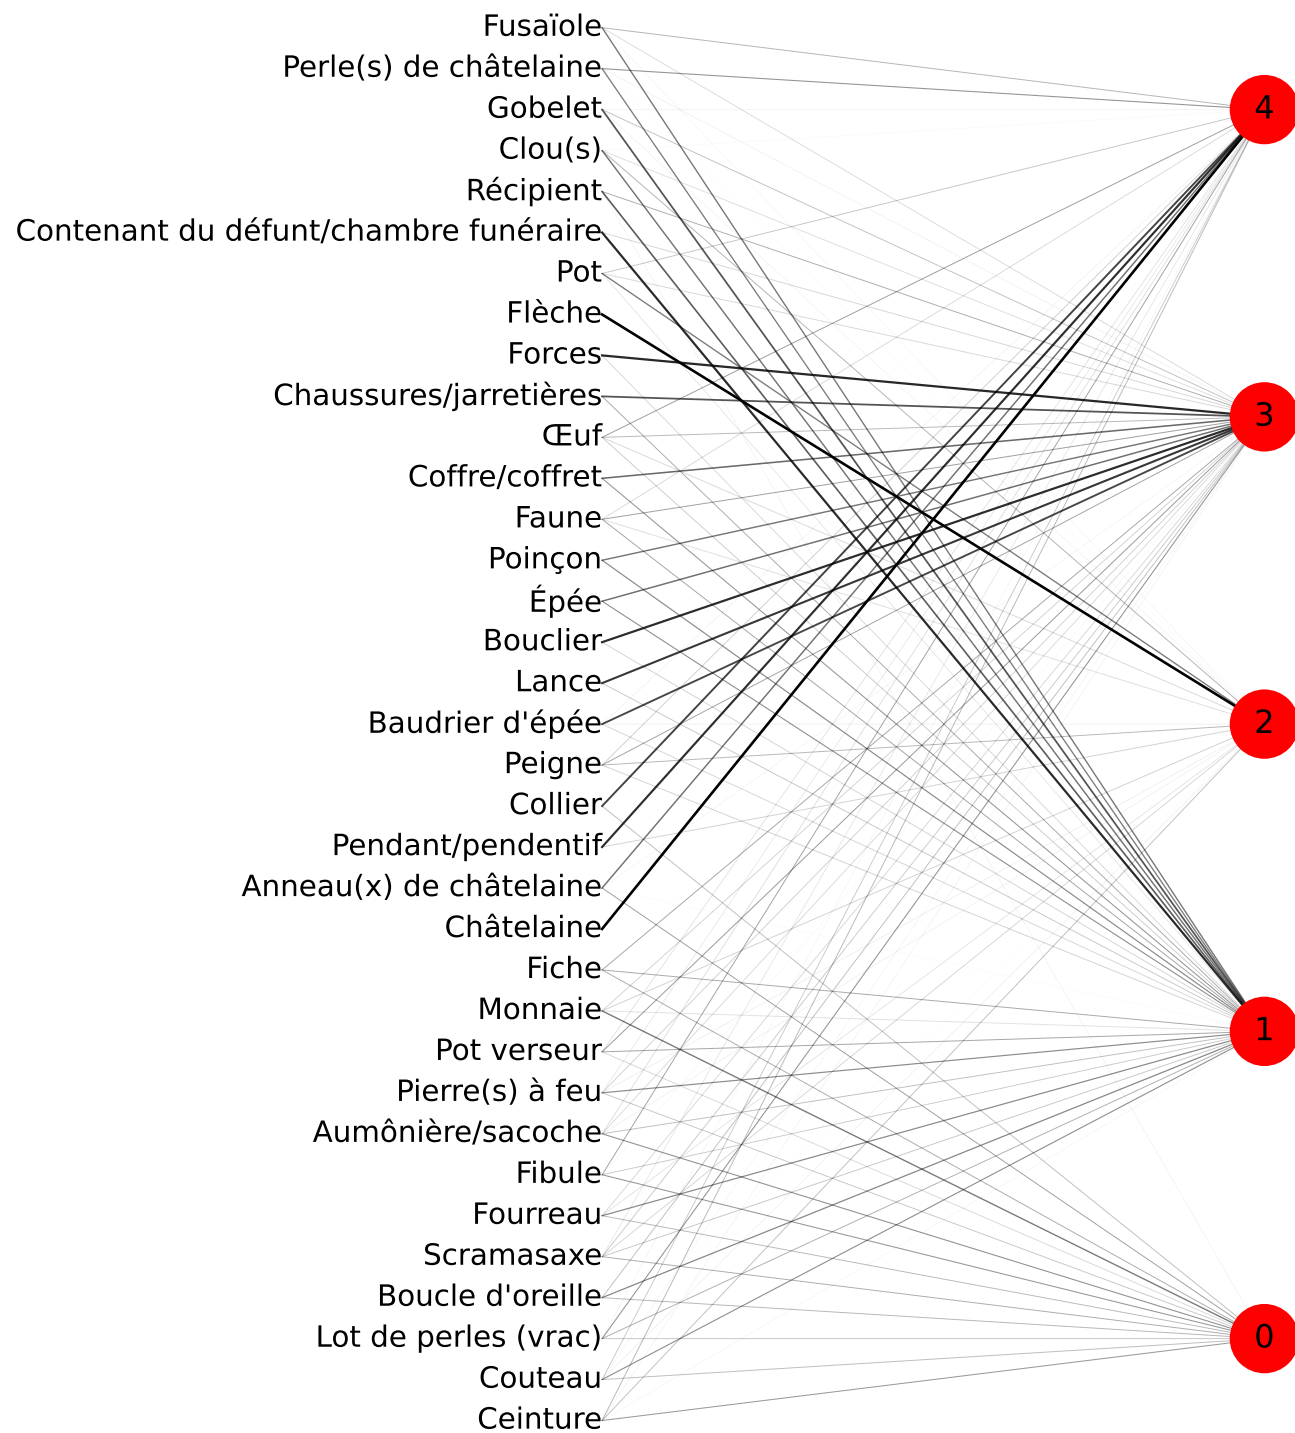 Fusaïole
Perle(s) de châtelaine
Gobelet
Clou(s)
Récipient
Contenant du défunt/chambre funéraire
Pot
Flèche
Forces
Chaussures/jarretières
Œuf
Coffre/coffret
Faune
Poinçon
Épée
Bouclier
Lance
Baudrier d'épée
Peigne
Collier
Pendant/pendentif
Anneau(x) de châtelaine
Châtelaine
Fiche
Monnaie
Pot verseur
Pierre(s) à feu
Aumônière/sacoche
Fibule
Fourreau
Scramasaxe
Boucle d'oreille
Lot de perles (vrac)
Couteau
Ceinture
4
3
2
1
0